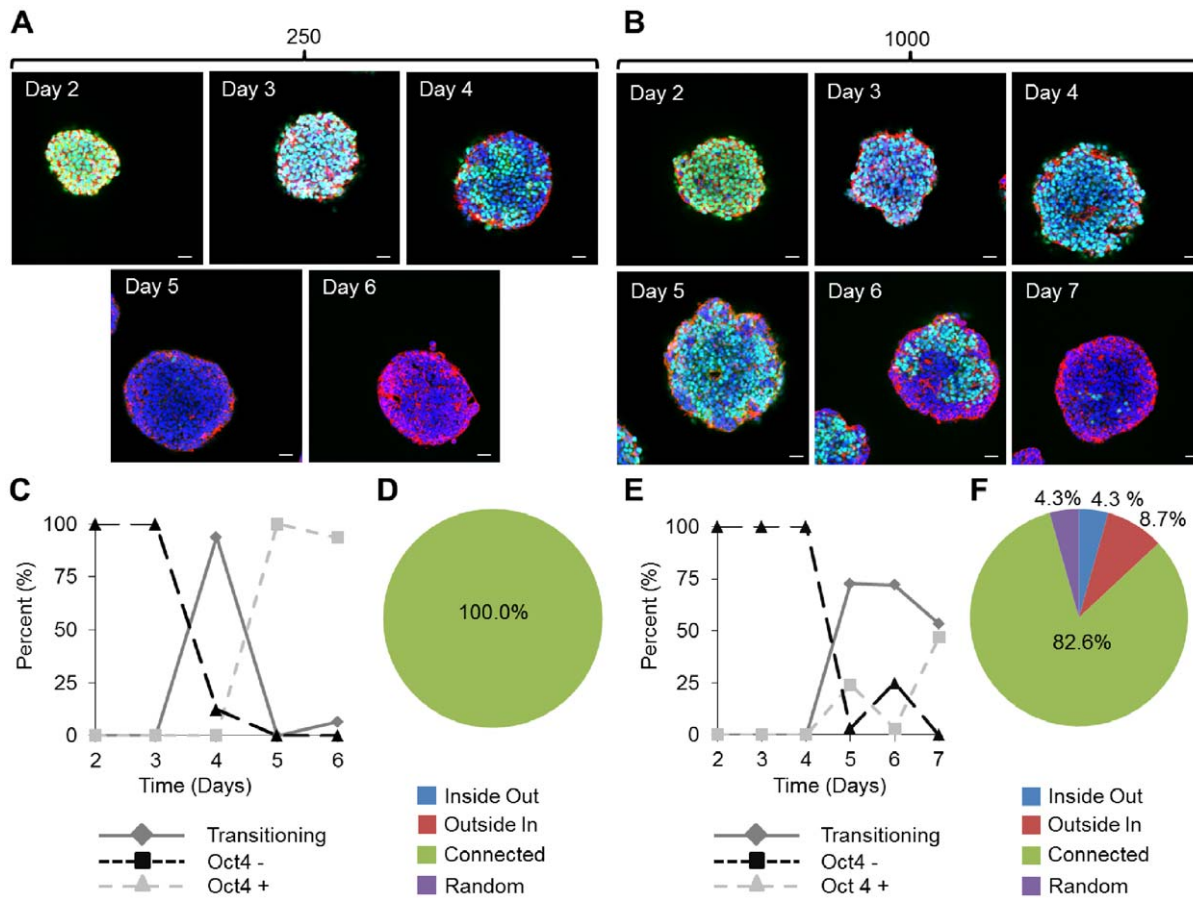 A
250
Day 2
Day 3
Day 4
Day 5
Day 6
B
1000
Day 2
Day 3
Day 4
Day 5
Day 6
Day 7
C
Percent (%)
100
75
50
25
0
2 3 4 5 6
Time (Days)
Transitioning
Oct4 -
Oct4 +
D
100.0%
Inside Out
Outside In
Connected
Random
E
Percent (%)
100
75
50
25
0
2 3 4 5 6 7
Time (Days)
Transitioning
Oct4 -
Oct 4 +
F
4.3%
4.3 %
8.7%
82.6%
Inside Out
Outside In
Connected
Random